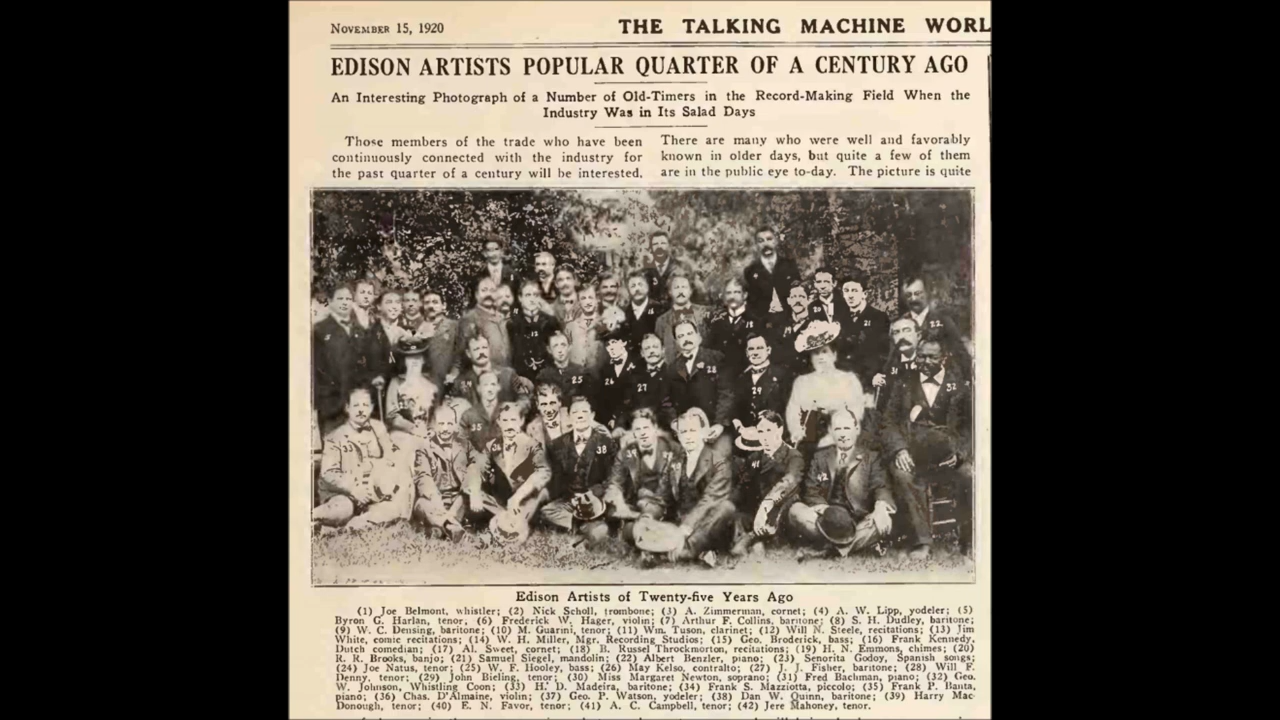 NOVEMBER 15, 1920
THE TALKING MACHINE WORL
EDISON ARTISTS POPULAR QUARTER OF A CENTURY AGO
An Interesting Photograph of a Number of Old-Timers in the Record-Making Field When the
Industry Was in Its Salad Days
Those members of the trade who have been
continuously connected with the industry for
the past quarter of a century will be interested,
There are many who were well and favorably
known in older days, but quite a few of them
are in the public eye to-day. The picture is quite
Edison Artists of Twenty-five Years Ago
(1) Joe Belmont, whistler; (2) Nick Scholl, trombone; (3) A. Zimmerman, cornet; (4) A. W. Lipp, yodeler; (5)
Byron G. Harlan, tenor, (6) Frederick W. Hager, violin; (7) Arthur F. Collins, baritone; (8) S. H. Dudley, baritone;
(9) W. C. Densing, baritone; (10) M. Guarini, tenor; (11) Wm. Tuson, clarinet; (12) Will N. Steele, recitations; (13) Jim
White, comic recitations; (14) W. H. Miller, Mgr. Recording Studios; (15) Geo. Broderick, bass; (16) Frank Kennedy,
Dutch comedian; (17) Al. Sweet, cornet; (18) B. Russel Throckmorton, recitations; (19) H. N. Emmons, chimes; (20)
R. R. Brooks, banjo; (21) Samuel Siegel, mandolin; (22) Albert Benzler, piano; (23) Senorita Godoy, Spanish songs;
(24) Joe Natus, tenor; (25) W. F. Hooley, bass; (26) May Kelso, contralto; (27) J. J. Fisher, baritone; (28) Will F.
Denny, tenor; (29) John Bieling, tenor; (30) Miss Margaret Newton, soprano; (31) Fred Bachman, piano; (32) Geo.
W. Johnson, Whistling Coon; (33) H. D. Madeira, baritone; (34) Frank S. Mazziotta, piccolo; (35) Frank P. Banta,
piano; (36) Chas. D'Almaine, violin; (37) Geo. P. Watson, yodeler; (38) Dan W. Quinn, baritone; (39) Harry Mac-
Donough, tenor; (40) E. N. Favor, tenor; (41) A. C. Campbell, tenor; (42) Jere Mahoney, tenor.